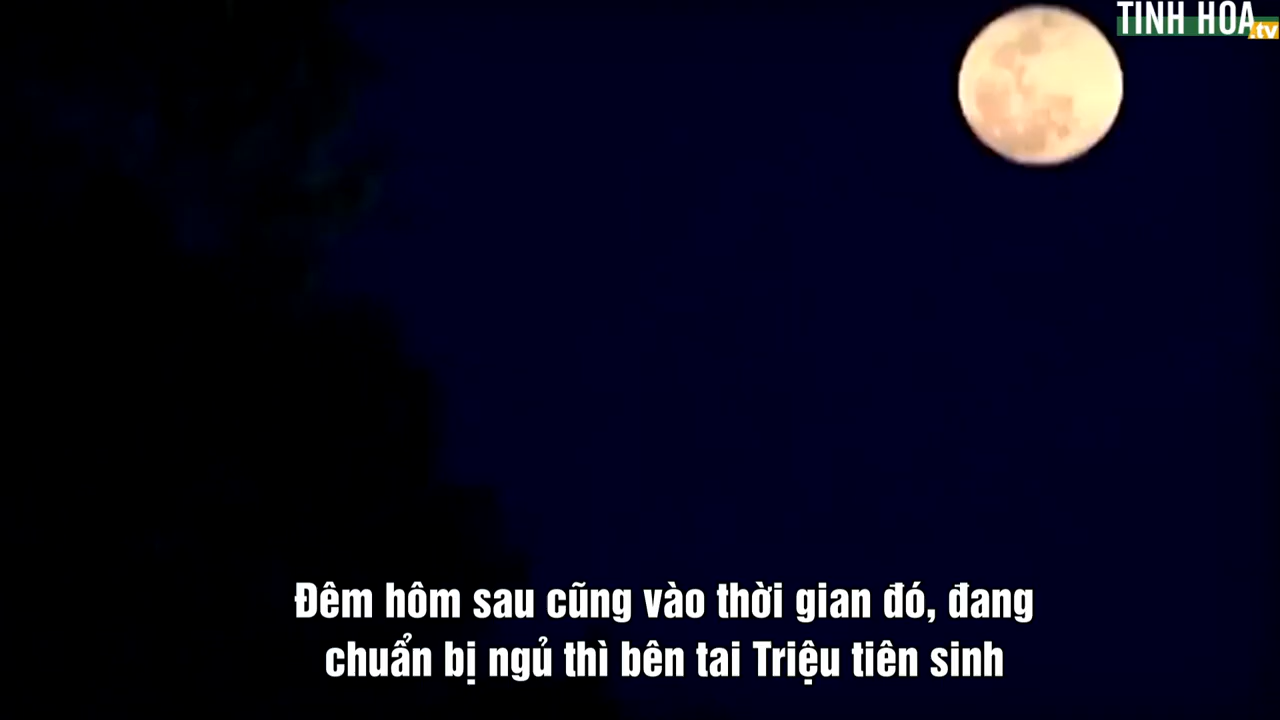 TINH HOA
.tv
Đêm hôm sau cũng vào thời gian đó, đang
chuẩn bị ngủ thì bên tai Triệu tiên sinh